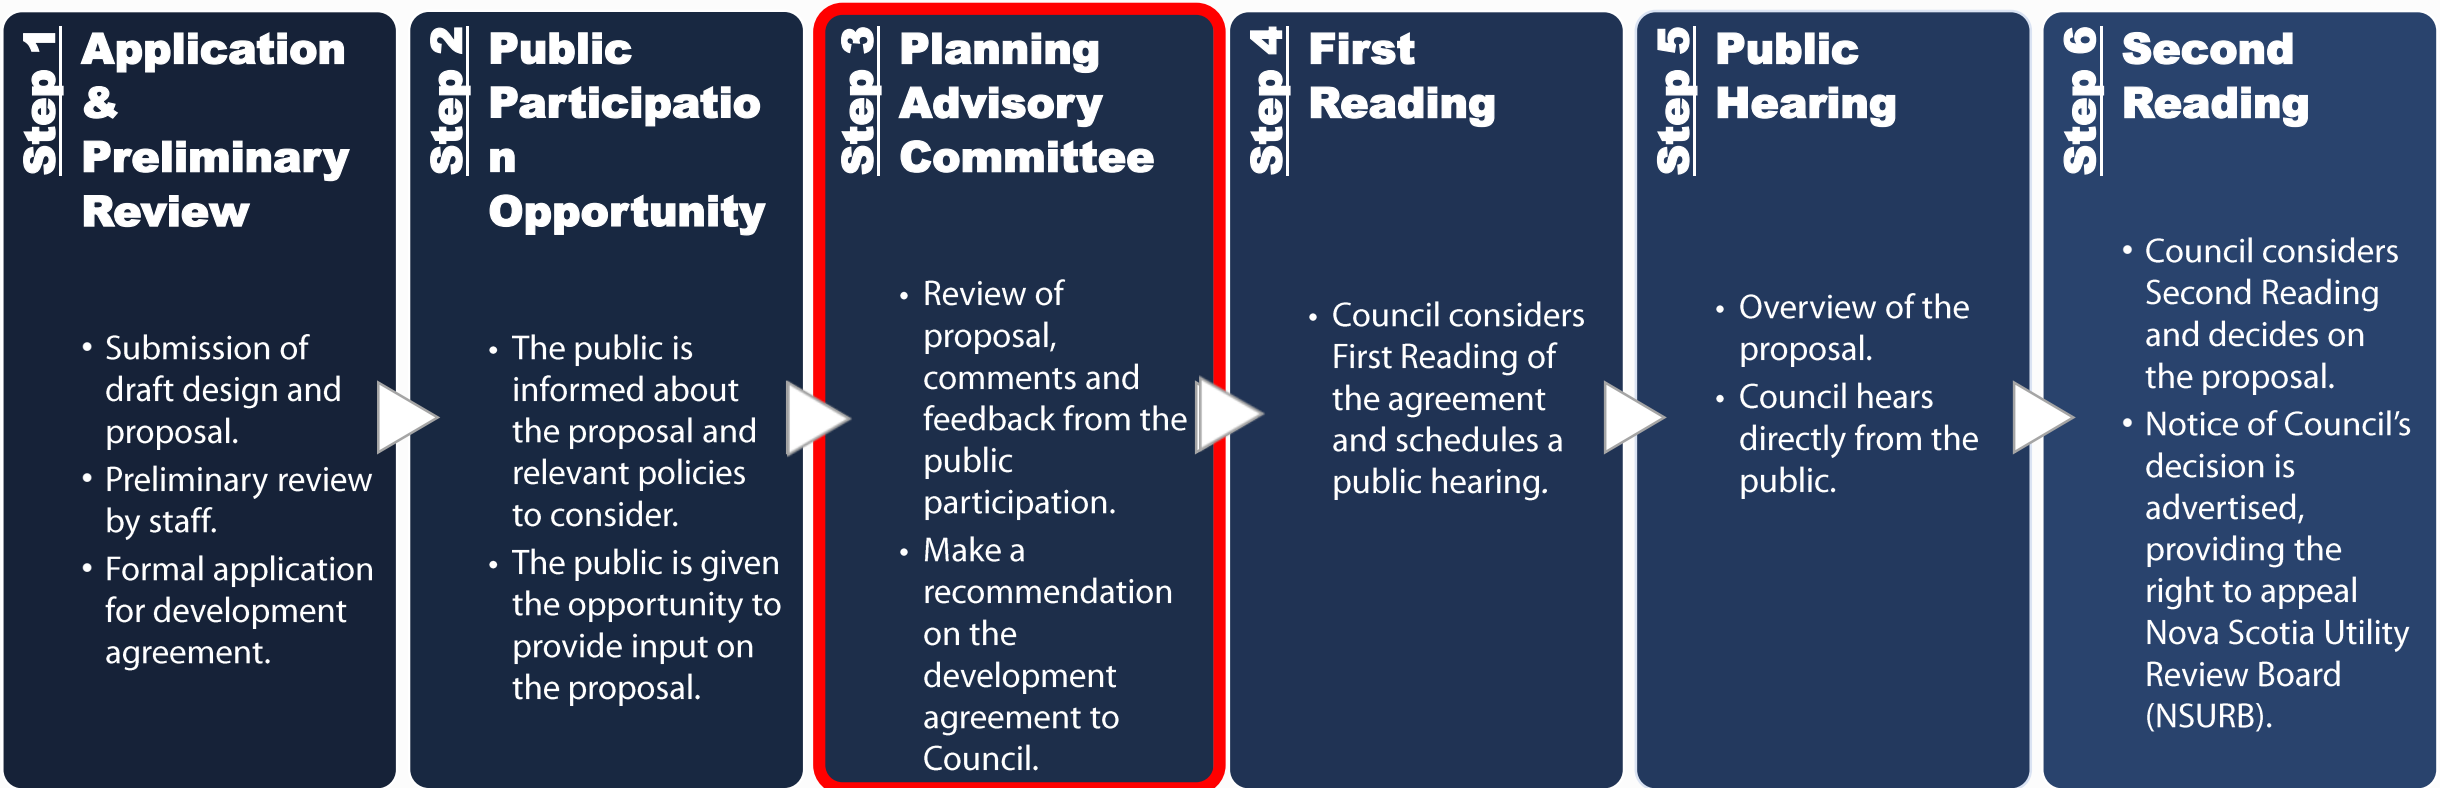 Step 1
Application
&
Preliminary
Review
• Submission of
draft design and
proposal.
• Preliminary review
by staff.
• Formal application
for development
agreement.
Step 2
Public
Participatio
n
Opportunity
• The public is
informed about
the proposal and
relevant policies
to consider.
• The public is given
the opportunity to
provide input on
the proposal.
Step 3
Planning
Advisory
Committee
• Review of
proposal,
comments and
feedback from the
public
participation.
• Make a
recommendation
on the
development
agreement to
Council.
Step 4
First
Reading
• Council considers
First Reading of
the agreement
and schedules a
public hearing.
Step 5
Public
Hearing
• Overview of the
proposal.
• Council hears
directly from the
public.
Step 6
Second
Reading
• Council considers
Second Reading
and decides on
the proposal.
• Notice of Council’s
decision is
advertised,
providing the
right to appeal
Nova Scotia Utility
Review Board
(NSURB).